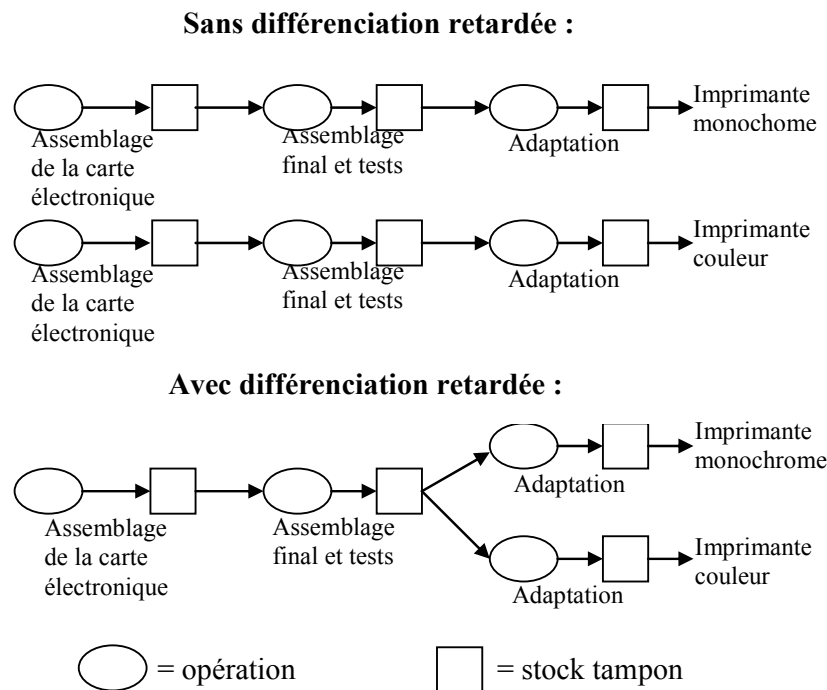 Sans différenciation retardée :
Imprimante
monochome
Assemblage
de la carte
électronique
Assemblage
final et tests
Adaptation
Imprimante
couleur
Assemblage
de la carte
électronique
Assemblage
final et tests
Adaptation
Avec différenciation retardée :
Imprimante
monochrome
Adaptation
Assemblage
de la carte
électronique
Assemblage
final et tests
Imprimante
couleur
Adaptation
= opération
= stock tampon